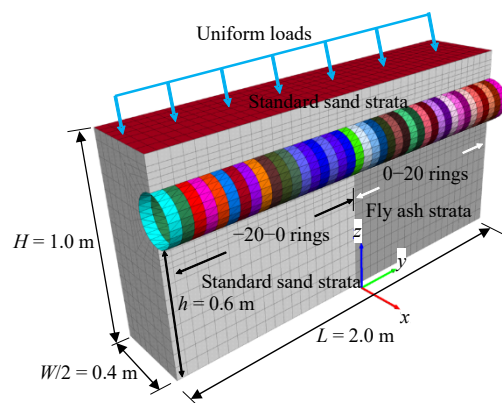 Uniform loads
Standard sand strata
0−20 rings
−20−0 rings
Fly ash strata
z
y
Standard sand strata
x
H = 1.0 m
h = 0.6 m
W/2 = 0.4 m
L = 2.0 m